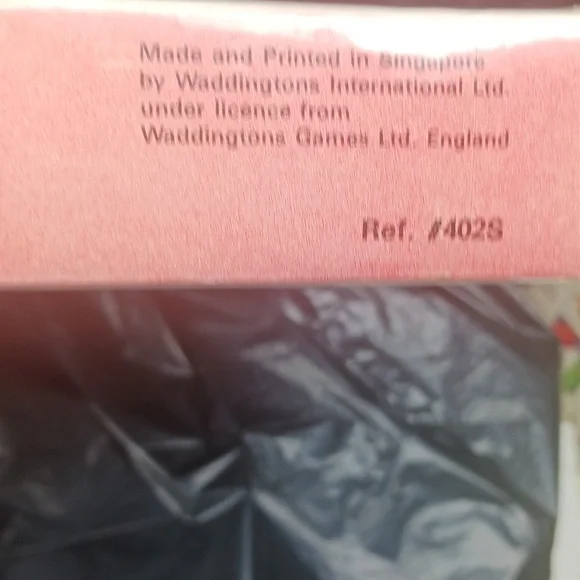 Made and Printed in Singapore
by Waddingtons International Ltd.
under licence from
Waddingtons Games Ltd. England
Ref. #402S